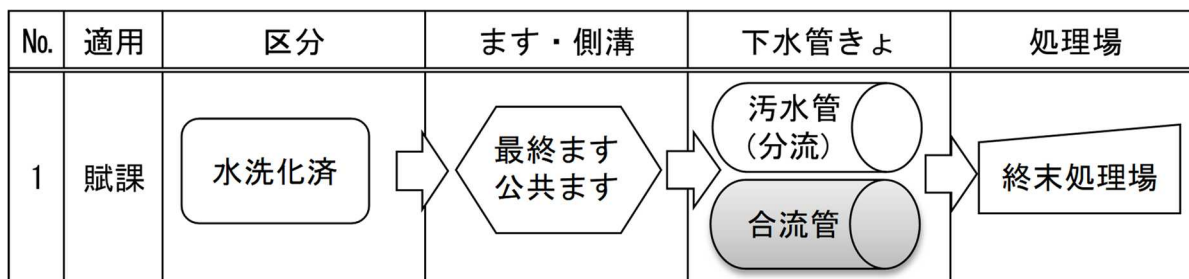 No. 適用 区分 ます・側溝 下水管きょ 処理場
1 賦課 水洗化済
最終ます
公共ます
汚水管
(分流)
合流管
終末処理場